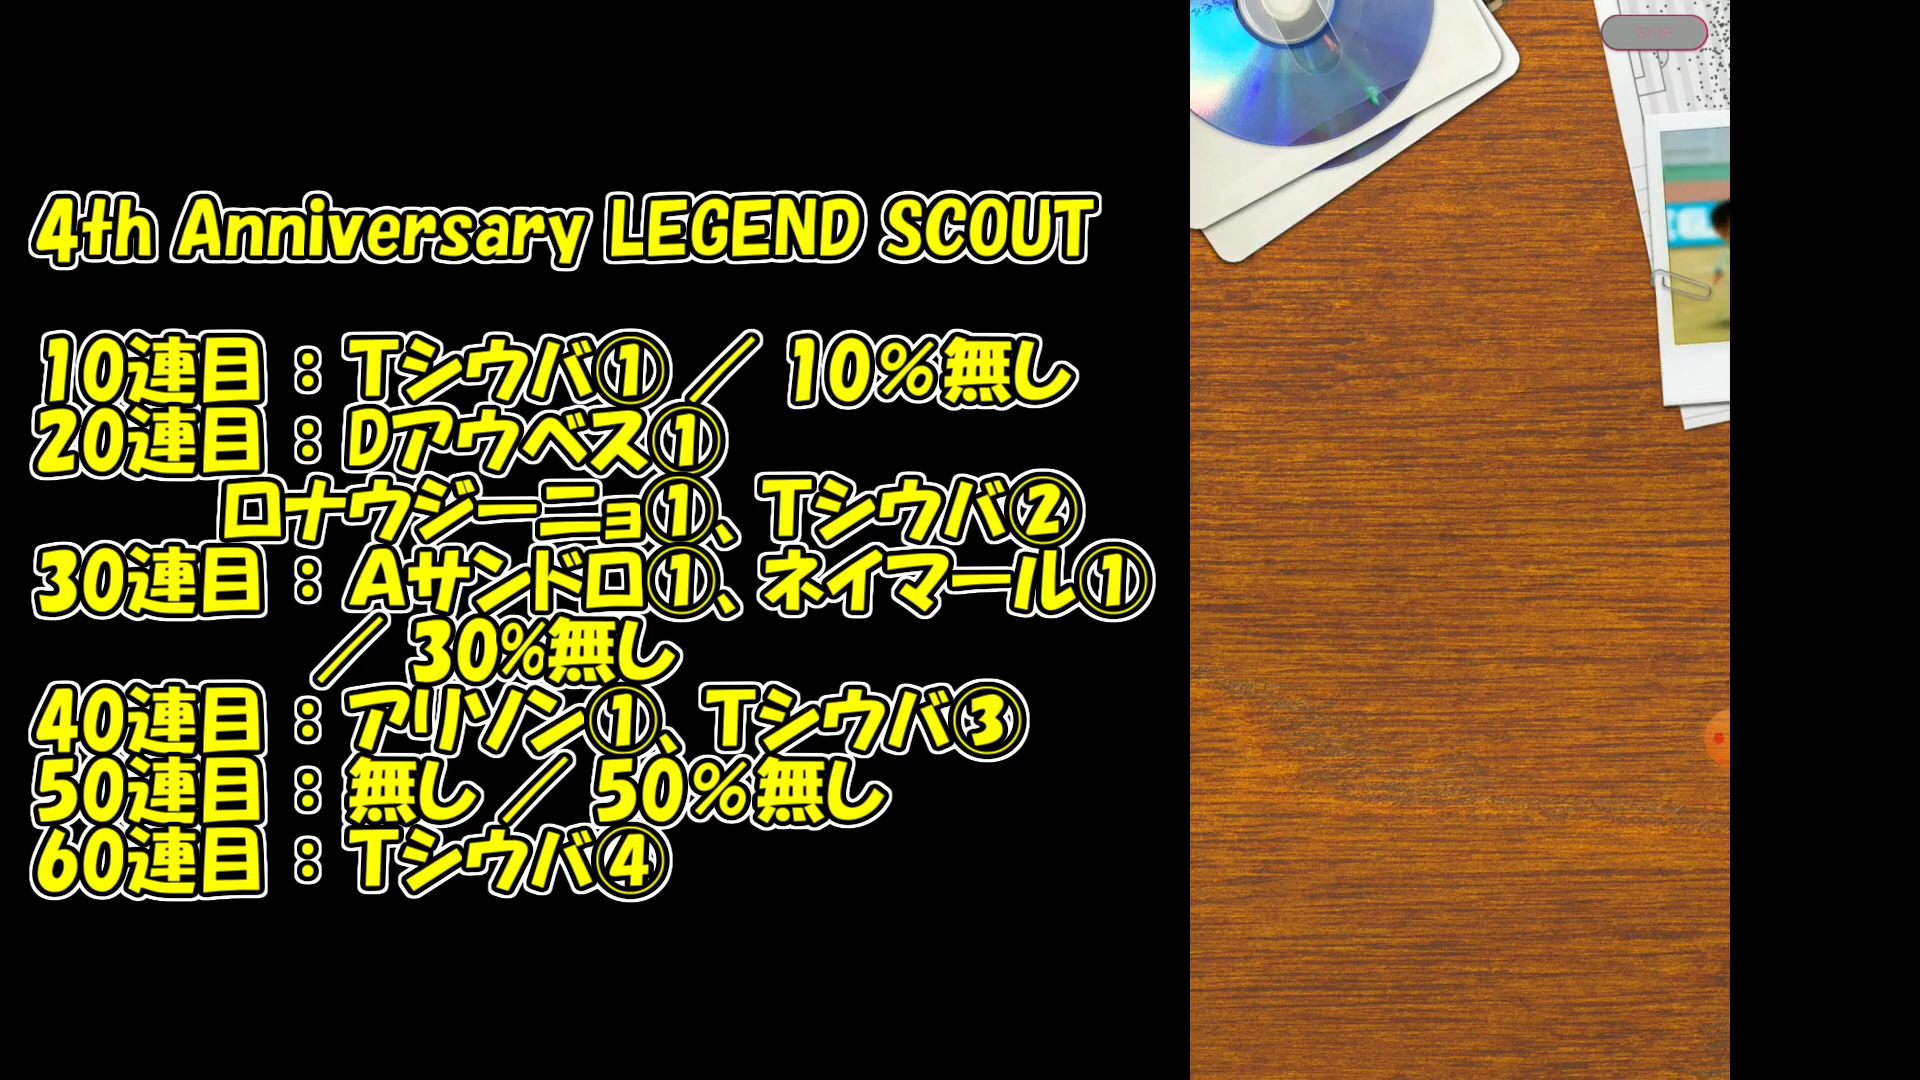 4th Anniversary LEGEND SCOUT
10連目：Tシウバ①／ 10％無し
20連目：Dアウベス①
ロナウジーニョ①、Tシウバ②
30連目：Aサンドロ①、ネイマール①
／ 30%無し
40連目：アリソン①、Tシウバ③
50連目：無し／ 50％無し
60連目：Tシウバ④
SKIP